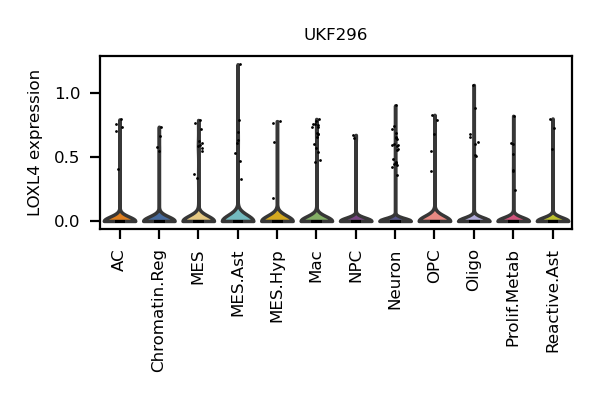 UKF296
LOXL4 expression
1.0
0.5
0.0
AC
Chromatin.Reg
MES
MES.Ast
MES.Hyp
Mac
NPC
Neuron
OPC
Oligo
Prolif.Metab
Reactive.Ast